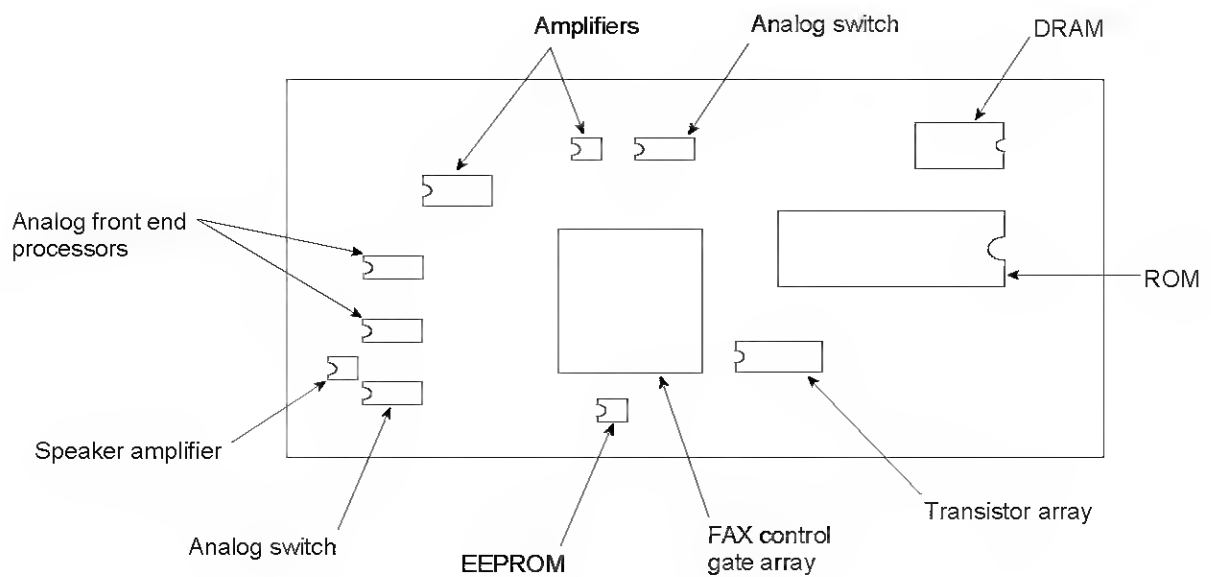 Amplifiers
Analog switch
DRAM
Analog front end
processors
ROM
Speaker amplifier
Analog switch
EEPROM
FAX control
gate array
Transistor array